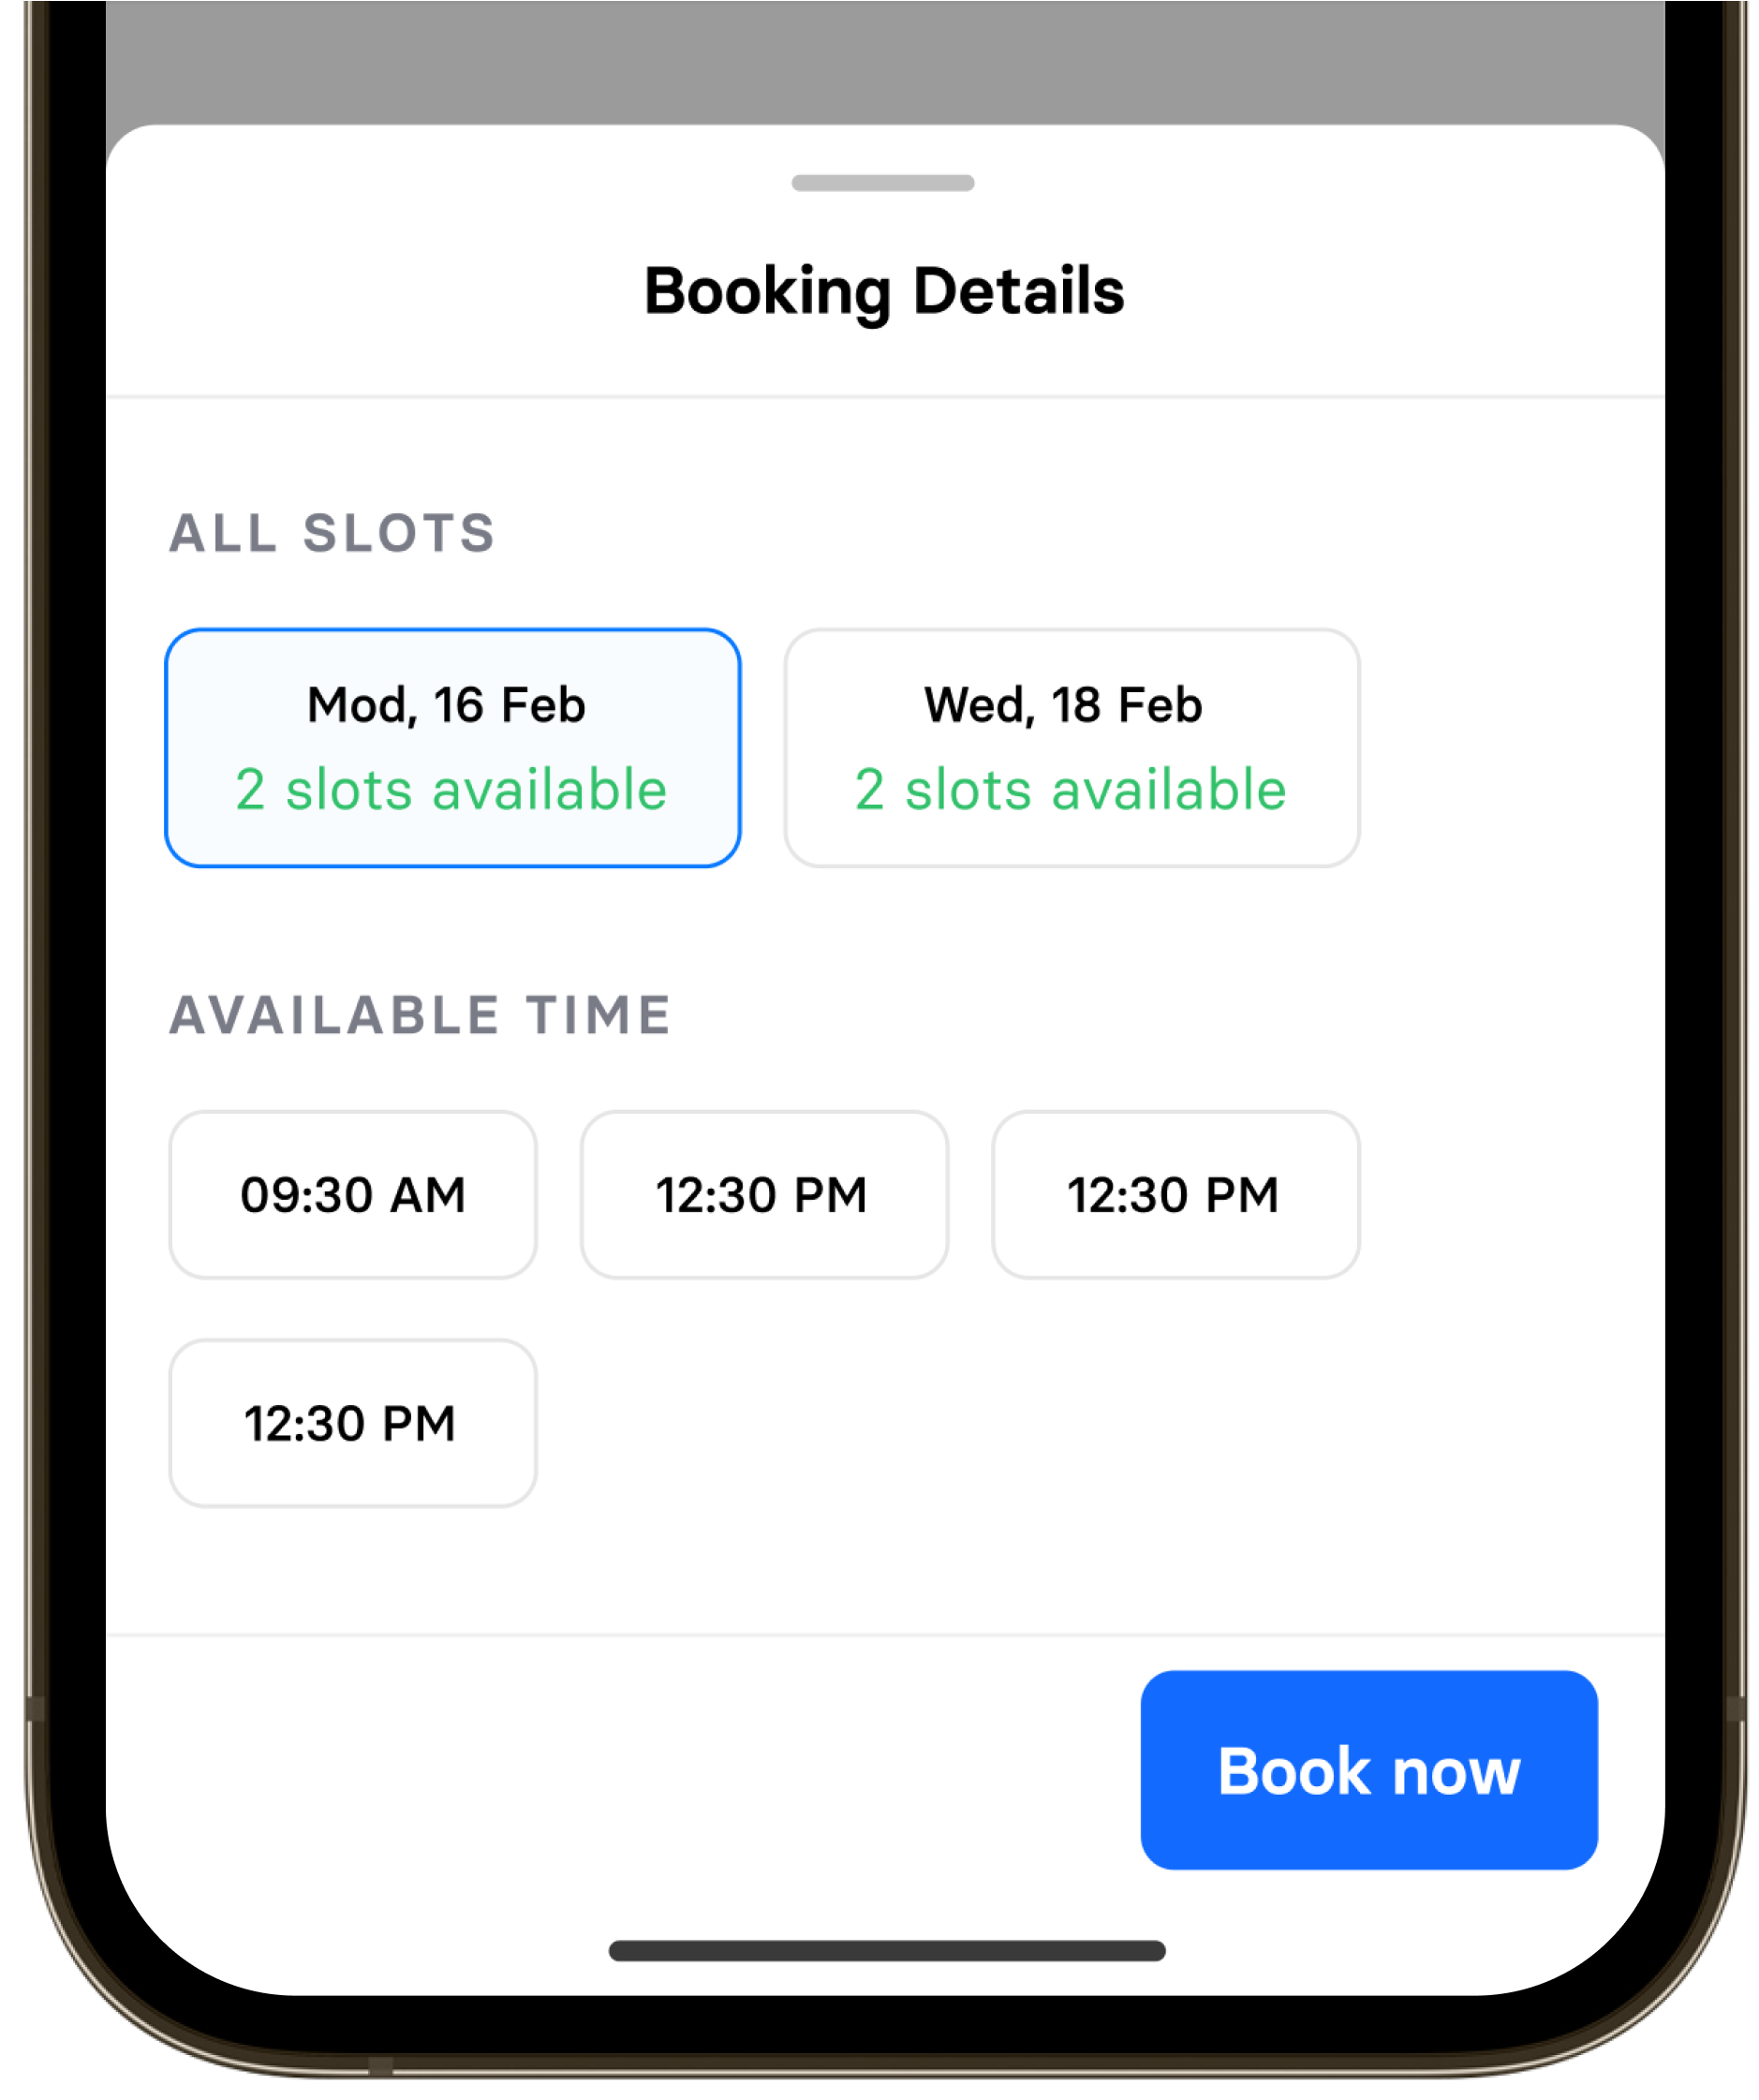 Booking Details
ALL SLOTS
Mod, 16 Feb
Wed, 18 Feb
2 slots available
2 slots available
AVAILABLE TIME
09:30 AM
12:30 PM
12:30 PM
12:30 PM
Book now